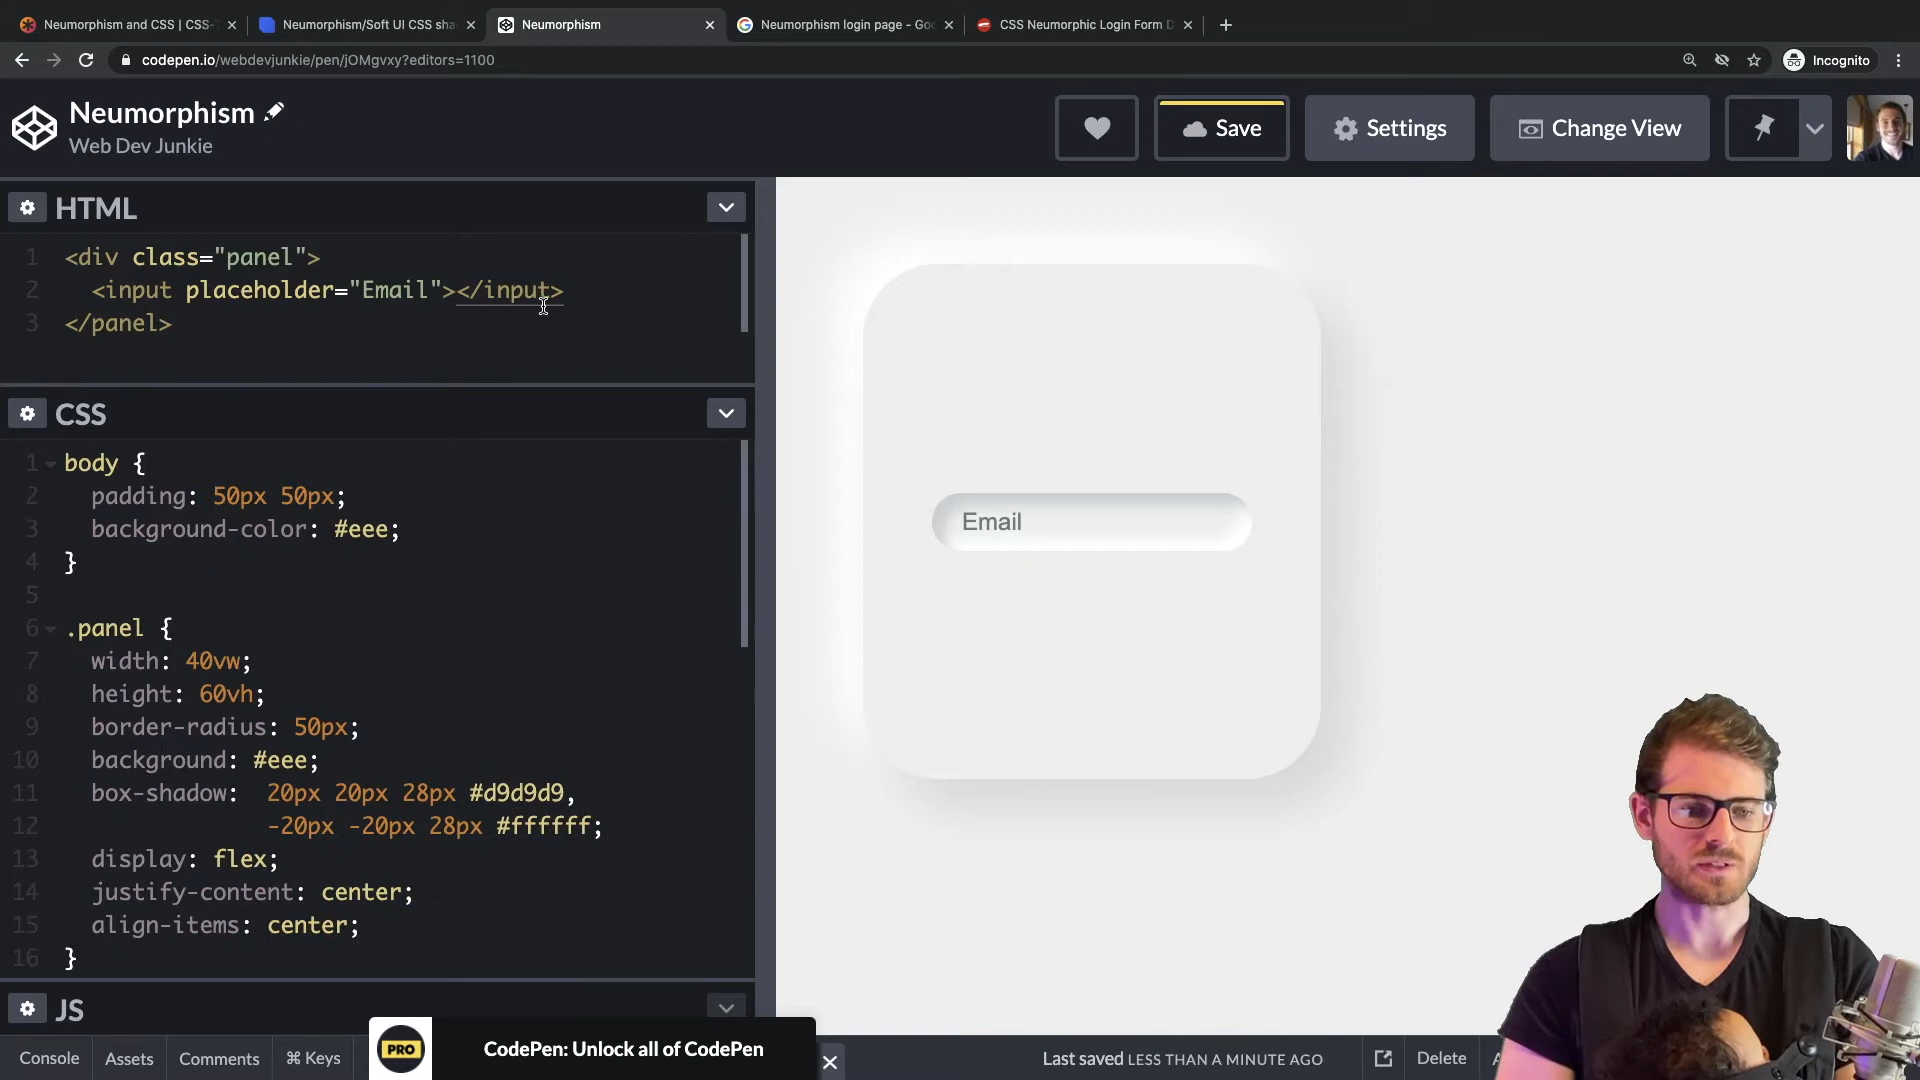 Neumorphism and CSS | CSS-T
Neumorphism/Soft UI CSS sha
Neumorphism
Neumorphism login page - Goo
CSS Neumorphic Login Form D
codepen.io/webdevjunkie/pen/jOMgvxy?editors=1100
Incognito
Neumorphism
Web Dev Junkie
Save
Settings
Change View
HTML
1 <div class="panel">
2 <input placeholder="Email"></input>
3 </panel>
CSS
1 body {
2 padding: 50px 50px;
3 background-color: #eee;
4 }
5
6 .panel {
7 width: 40vw;
8 height: 60vh;
9 border-radius: 50px;
10 background: #eee;
11 box-shadow: 20px 20px 28px #d9d9d9,
12 -20px -20px 28px #ffffff;
13 display: flex;
14 justify-content: center;
15 align-items: center;
16 }
Email
JS
Console
Assets
Comments
⌘ Keys
PRO
CodePen: Unlock all of CodePen
Last saved LESS THAN A MINUTE AGO
Delete